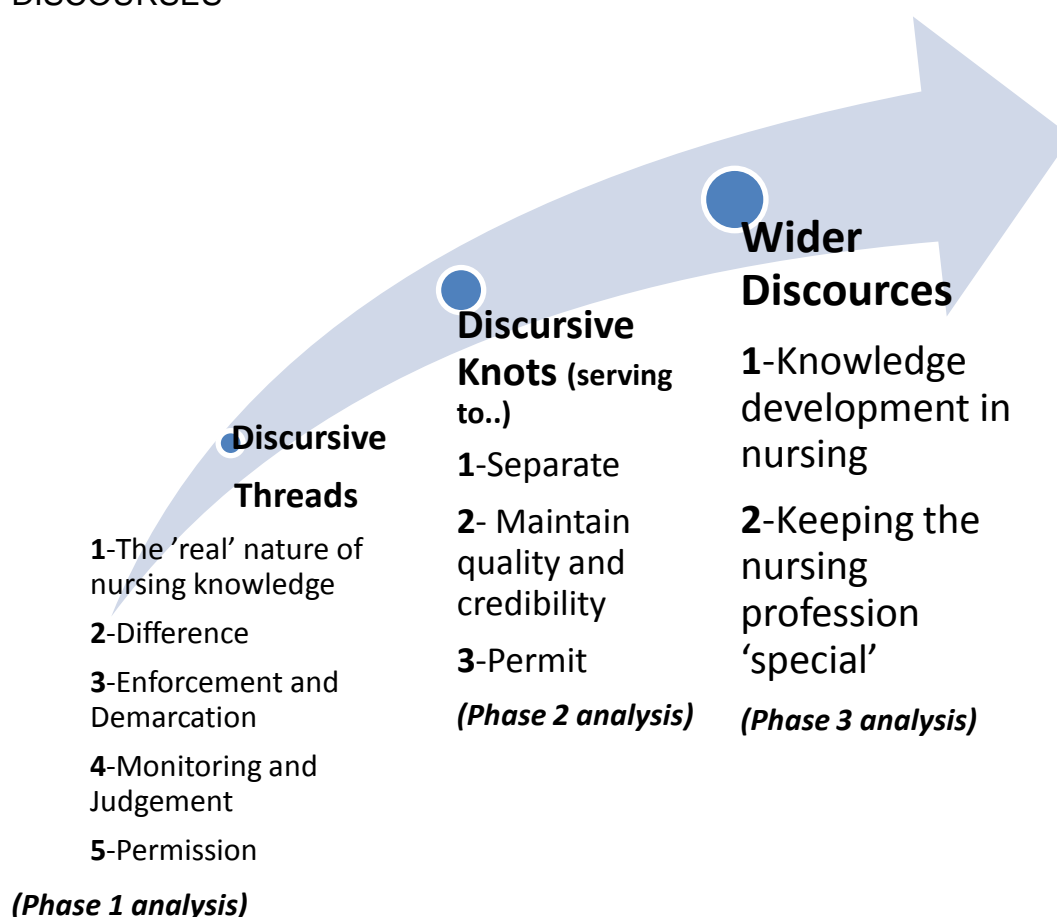 DISCOURSES
Discursive
Threads
1-The ’real’ nature of
nursing knowledge
2-Difference
3-Enforcement and
Demarcation
4-Monitoring and
Judgement
5-Permission
(Phase 1 analysis)
Discursive
Knots (serving
to..)
1-Separate
2- Maintain
quality and
credibility
3-Permit
(Phase 2 analysis)
Wider
Discources
1-Knowledge
development in
nursing
2-Keeping the
nursing
profession
‘special’
(Phase 3 analysis)